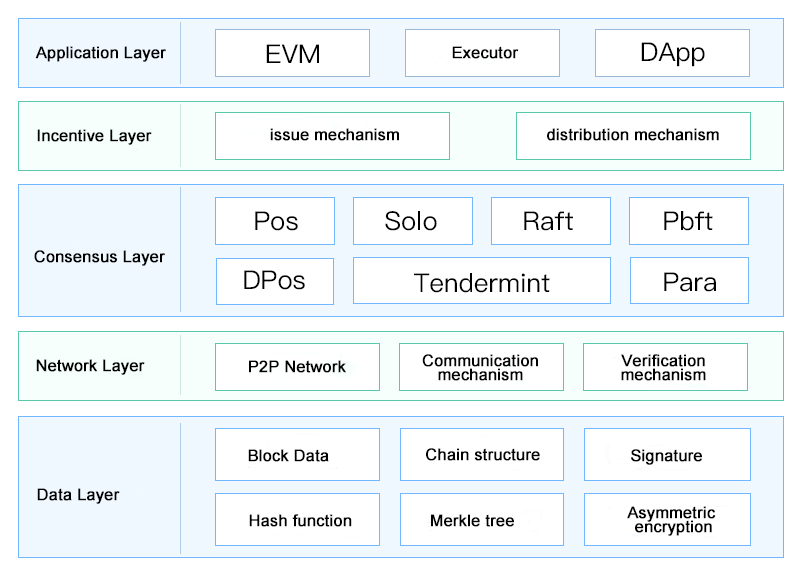 Application Layer
EVM
Executor
DApp
Incentive Layer
issue mechanism
distribution mechanism
Consensus Layer
Pos
Solo
Raft
Pbft
DPos
Tendermint
Para
Network Layer
P2P Network
Communication
mechanism
Verification
mechanism
Data Layer
Block Data
Chain structure
Signature
Hash function
Merkle tree
Asymmetric
encryption